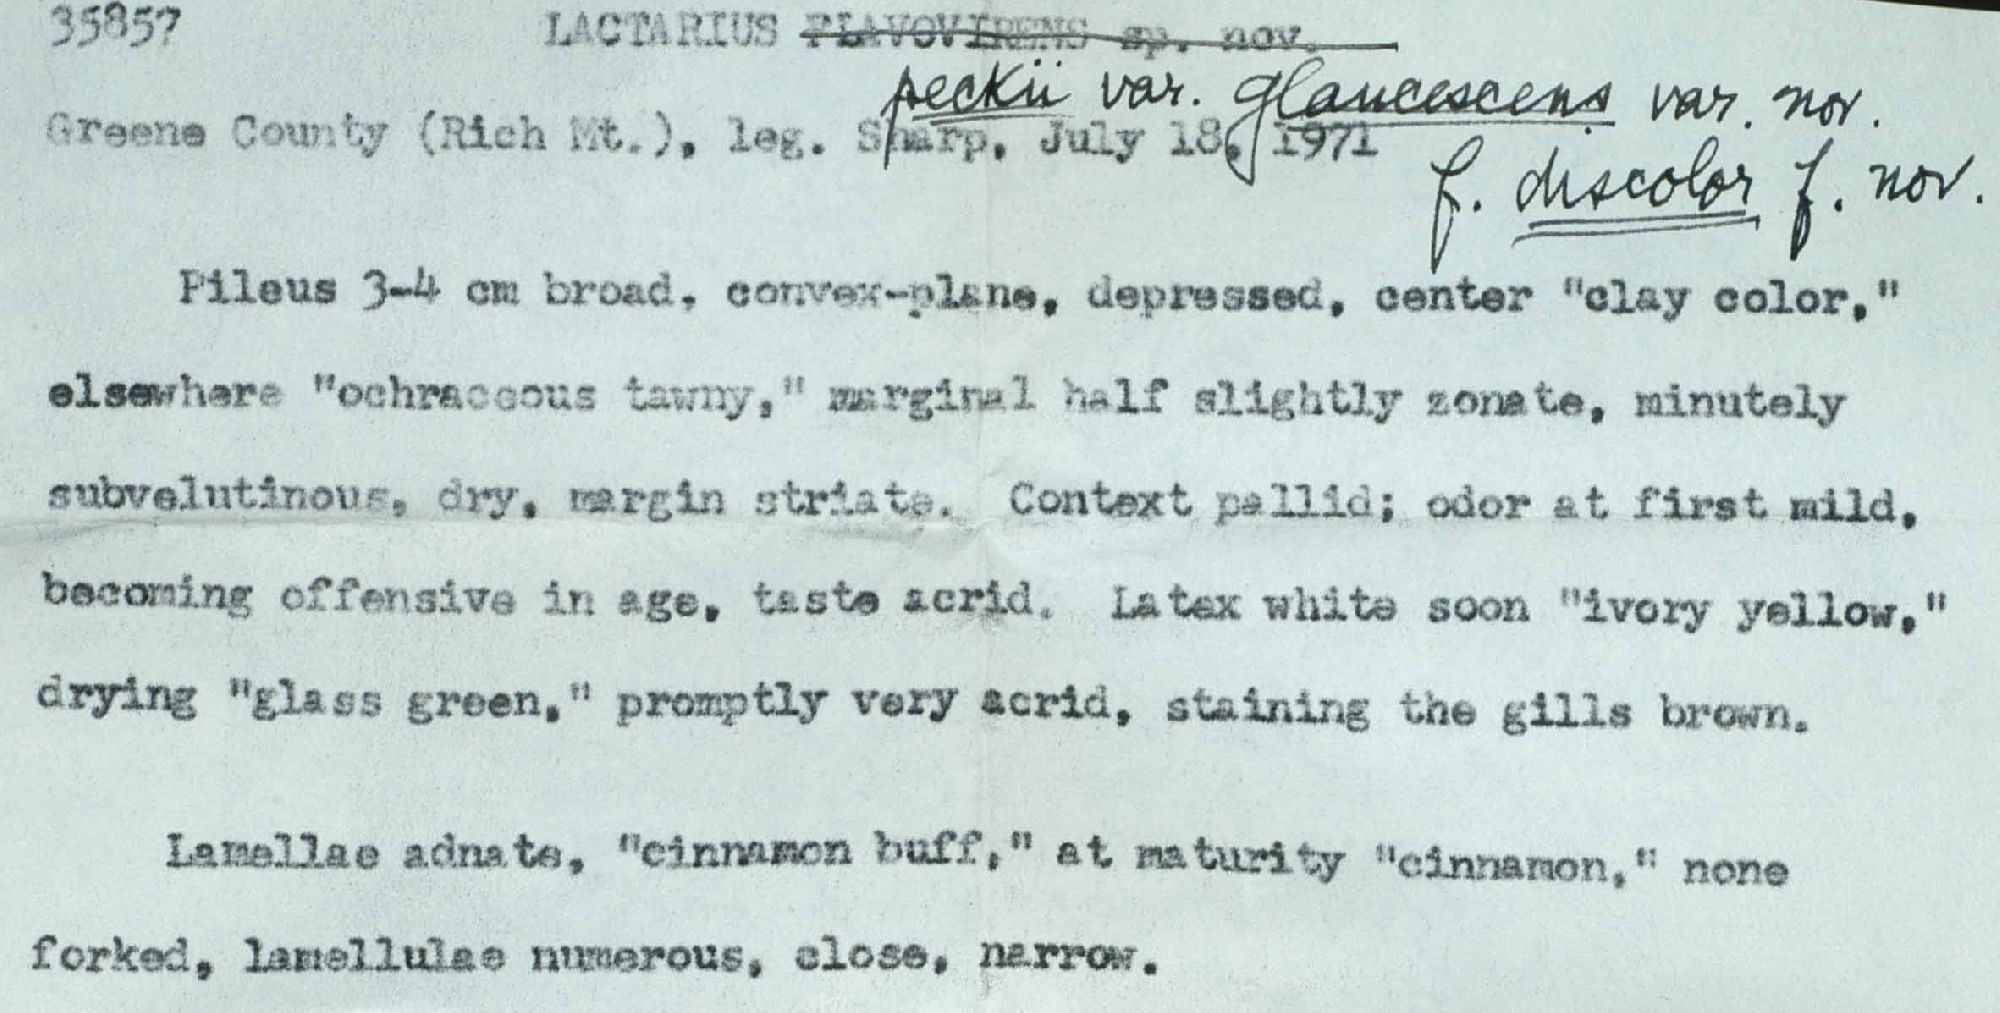 35857 LACTARIUS FLAVOVIRENS sp. nov.
peckii var. glaucescens var. nov.
Greene County (Rich Mt.), leg. Sharp, July 18, 1971
f. discolor f. nov.
Pileus 3-4 cm broad, convex-plane, depressed, center "clay color,"
elsewhere "ochraceous tawny," marginal half slightly zonate, minutely
subvelutinous, dry, margin striate. Context pallid; odor at first mild,
becoming offensive in age, taste acrid. Latex white soon "ivory yellow,"
drying "glass green," promptly very acrid, staining the gills brown.
Lamellae adnate, "cinnamon buff," at maturity "cinnamon," none
forked, lamellulae numerous, close, narrow.